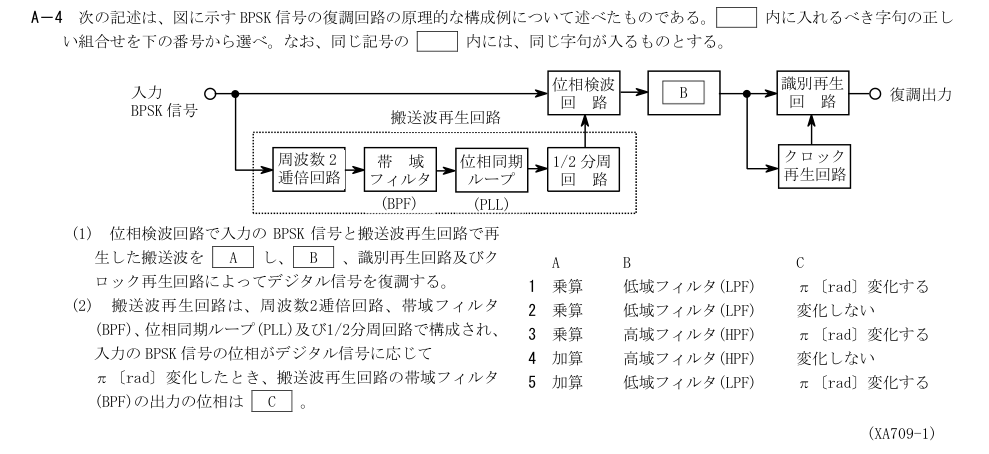 A－4 次の記述は、図に示す BPSK 信号の復調回路の原理的な構成例について述べたものである。 内に入れるべき字句の正し
い組合せを下の番号から選べ。なお、同じ記号の 内には、同じ字句が入るものとする。
入力
BPSK 信号
搬送波再生回路
位相検波
回 路
B
識別再生
回 路
復調出力
周波数２
逓倍回路
帯 域
フィルタ
(BPF)
位相同期
ループ
(PLL)
1/2 分周
回 路
クロック
再生回路
(1) 位相検波回路で入力の BPSK 信号と搬送波再生回路で再
生した搬送波を A し、 B 、識別再生回路及びク
ロック再生回路によってデジタル信号を復調する。
(2) 搬送波再生回路は、周波数2逓倍回路、帯域フィルタ
(BPF)、位相同期ループ(PLL)及び1/2分周回路で構成され、
入力の BPSK 信号の位相がデジタル信号に応じて
π〔rad〕変化したとき、搬送波再生回路の帯域フィルタ
(BPF)の出力の位相は C 。
A B C
1 乗算 低域フィルタ(LPF) π〔rad〕変化する
2 乗算 低域フィルタ(LPF) 変化しない
3 乗算 高域フィルタ(HPF) π〔rad〕変化する
4 加算 高域フィルタ(HPF) 変化しない
5 加算 低域フィルタ(LPF) π〔rad〕変化する
(XA709-1)